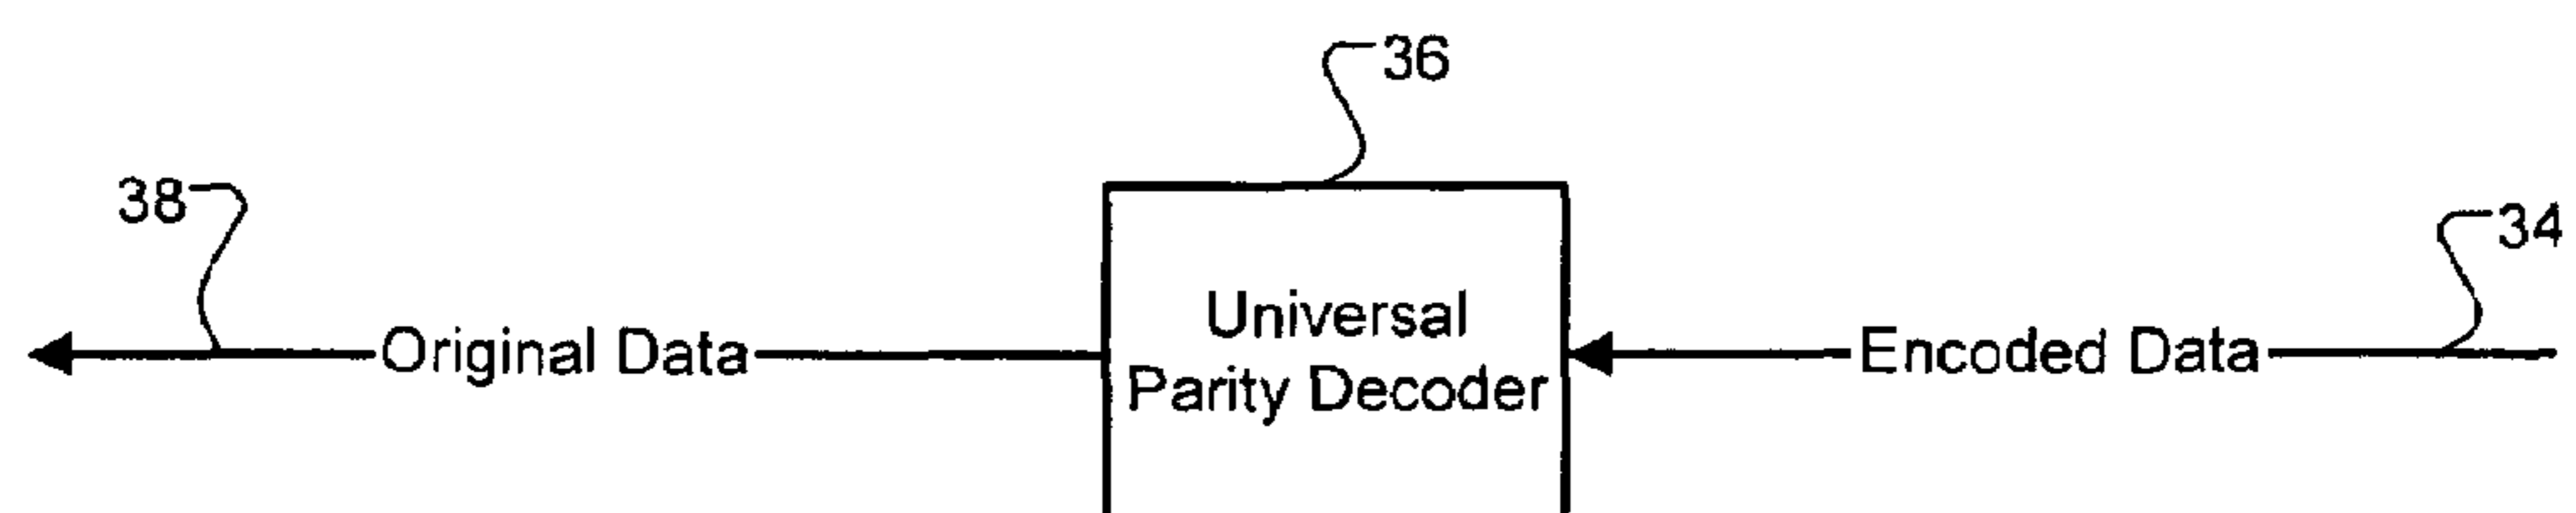 36
38
34
Universal
Parity Decoder
Original Data
Encoded Data